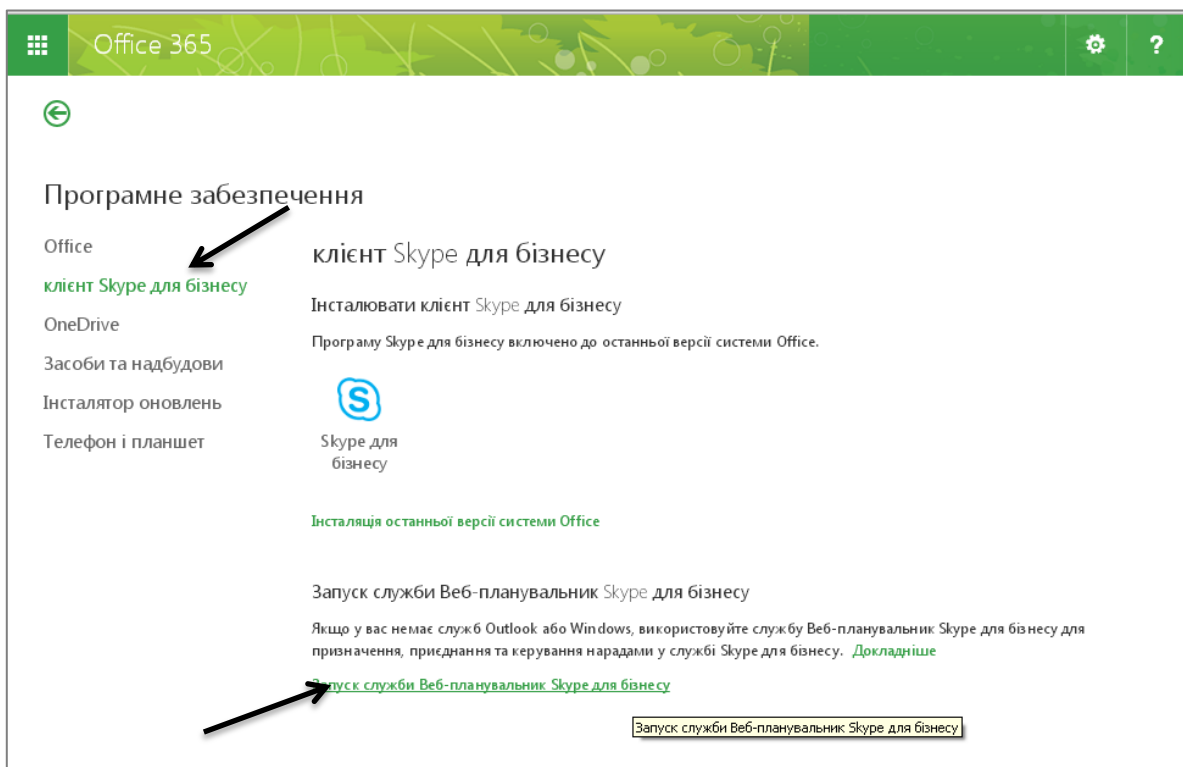 Office 365
?
Програмне забезпечення
Office
клієнт Skype для бізнесу
OneDrive
Засоби та надбудови
Інсталятор оновлень
Телефон і планшет
клієнт Skype для бізнесу
Інсталювати клієнт Skype для бізнесу
Програму Skype для бізнесу включено до останньої версії системи Office.
Skype для
бізнесу
Інсталяція останньої версії системи Office
Запуск служби Веб-планувальник Skype для бізнесу
Якщо у вас немає служб Outlook або Windows, використовуйте службу Веб-планувальник Skype для бізнесу для
призначення, приєднання та керування нарадами у службі Skype для бізнесу. Докладніше
Запуск служби Веб-планувальник Skype для бізнесу
Запуск служби Веб-планувальник Skype для бізнесу